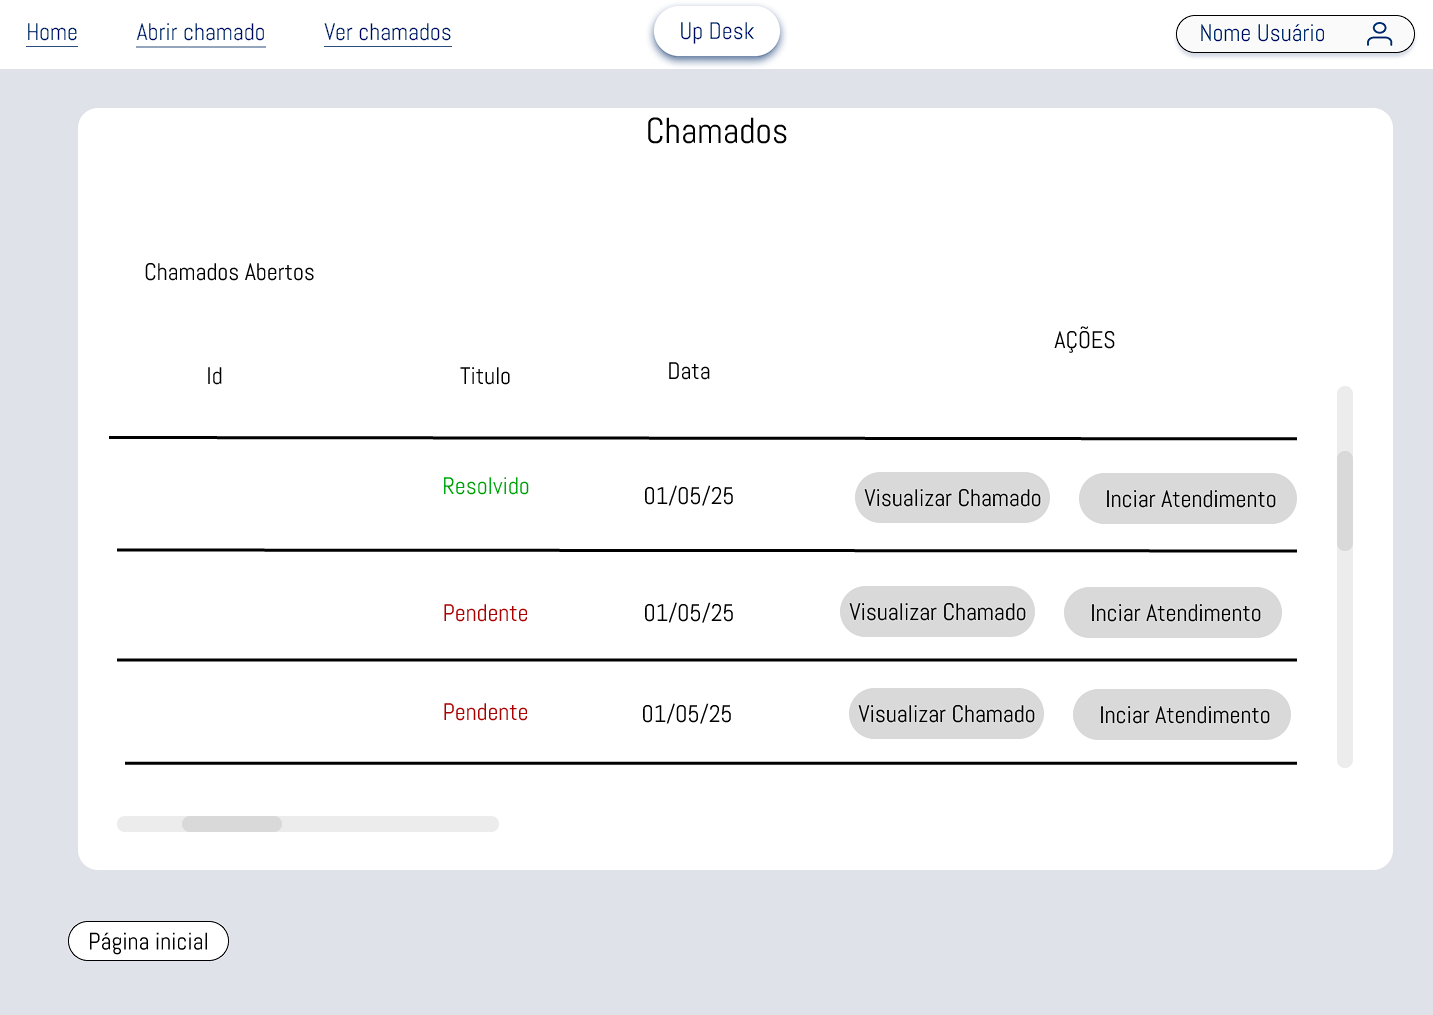 Home
Abrir chamado
Ver chamados
Up Desk
Nome Usuário
Chamados
Chamados Abertos
Id
Titulo
Data
AÇÕES
Resolvido
01/05/25
Visualizar Chamado
Inciar Atendimento
Pendente
01/05/25
Visualizar Chamado
Inciar Atendimento
Pendente
01/05/25
Visualizar Chamado
Inciar Atendimento
Página inicial